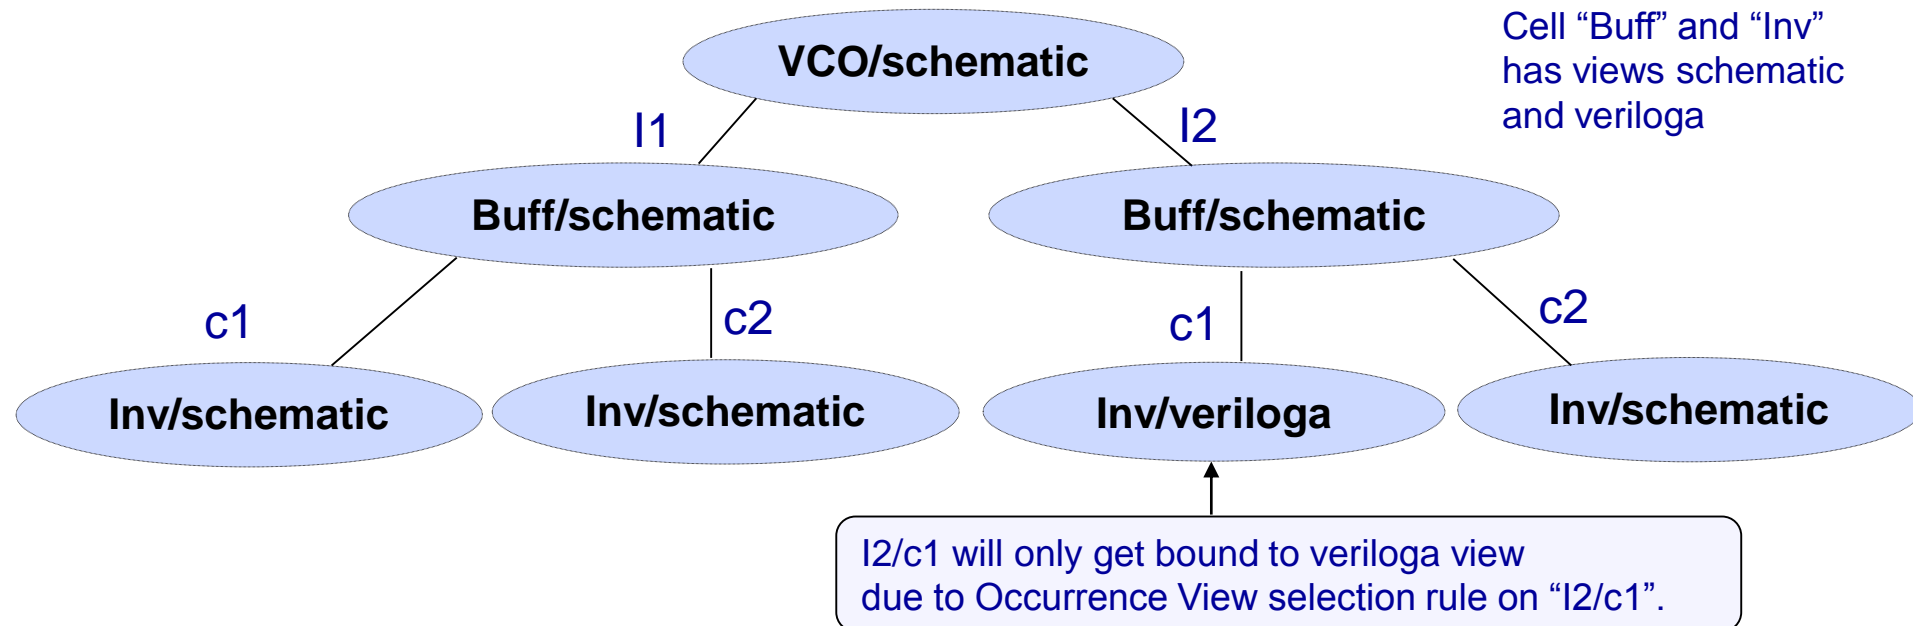 Cell “Buff” and “Inv”
has views schematic
and veriloga
VCO/schematic
I1
I2
Buff/schematic
Buff/schematic
c1
c2
c1
c2
Inv/schematic
Inv/schematic
Inv/veriloga
Inv/schematic
I2/c1 will only get bound to veriloga view
due to Occurrence View selection rule on “I2/c1”.